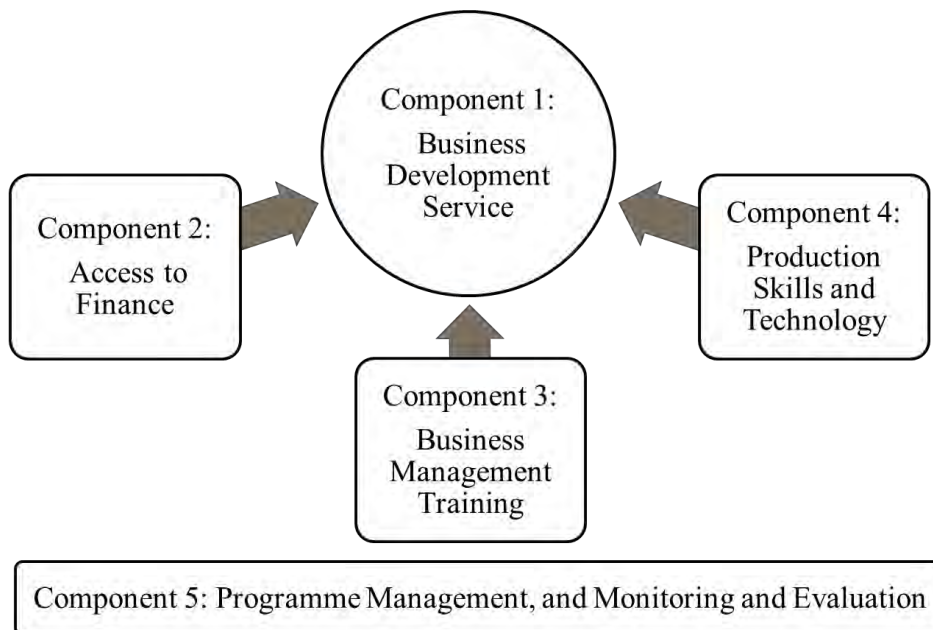 Component 1:
Business
Development
Service
Component 2:
Access to
Finance
Component 4:
Production
Skills and
Technology
Component 3:
Business
Management
Training
Component 5: Programme Management, and Monitoring and Evaluation